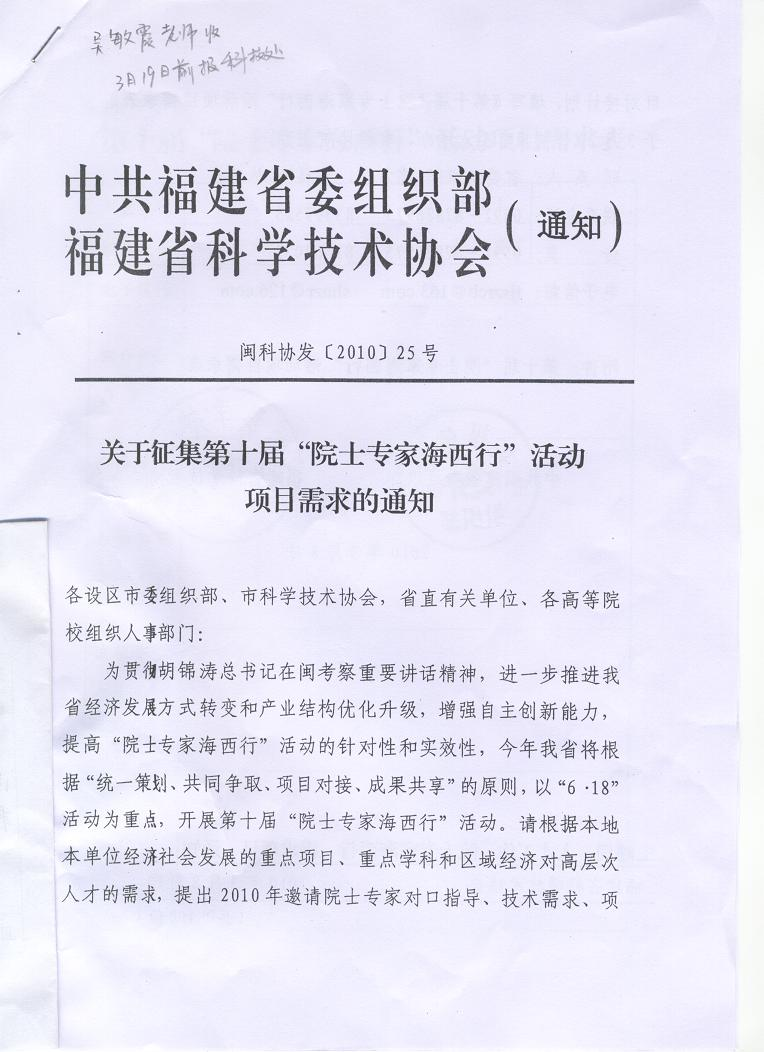 吴敏霞老师收
3月19日前报科技处
中共福建省委组织部
福建省科学技术协会
(通知)
闽科协发〔2010〕25号
关于征集第十届“院士专家海西行”活动
项目需求的通知
各设区市委组织部、市科学技术协会，省直有关单位、各高等院
校组织人事部门：
为贯彻胡锦涛总书记在闽考察重要讲话精神，进一步推进我
省经济发展方式转变和产业结构优化升级，增强自主创新能力，
提高“院士专家海西行”活动的针对性和实效性，今年我省将根
据“统一策划、共同争取、项目对接、成果共享”的原则，以“6·18”
活动为重点，开展第十届“院士专家海西行”活动。请根据本地
本单位经济社会发展的重点项目、重点学科和区域经济对高层次
人才的需求，提出2010年邀请院士专家对口指导、技术需求、项